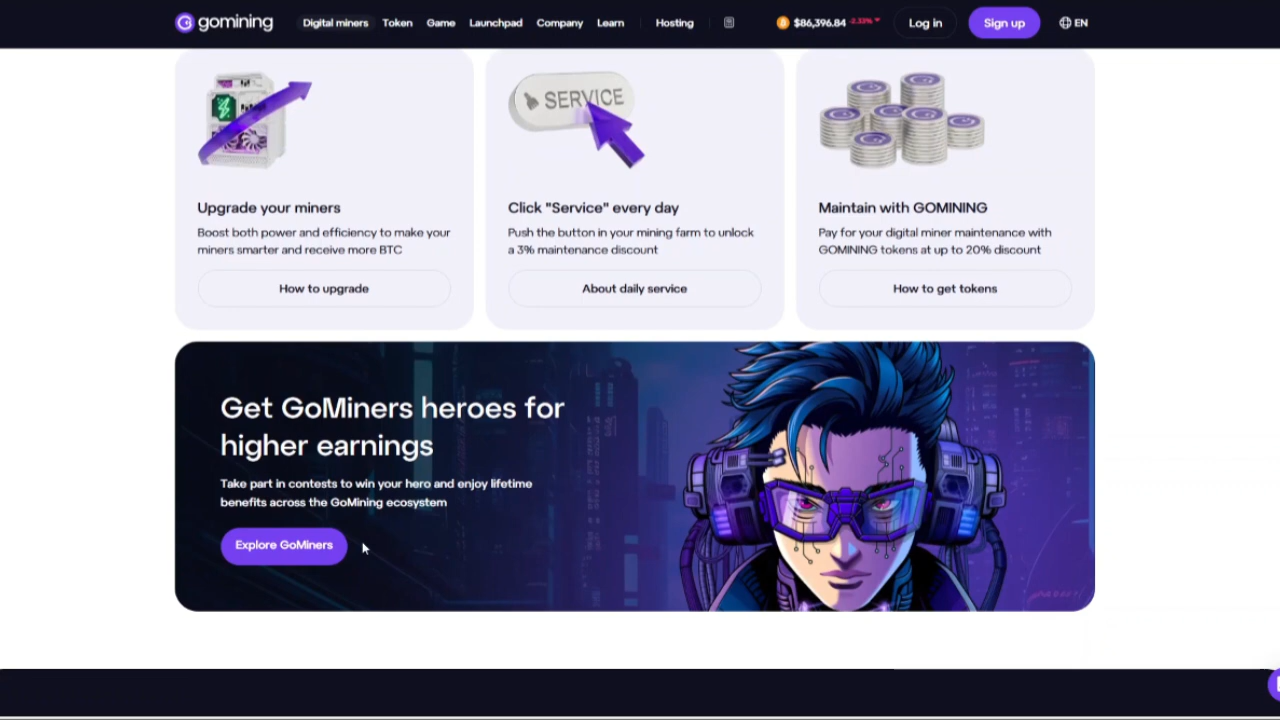 gomining
Digital miners Token Game Launchpad Company Learn Hosting $86,396.84 -2.33% Log in Sign up EN
SERVICE
Upgrade your miners
Boost both power and efficiency to make your
miners smarter and receive more BTC
How to upgrade
Click "Service" every day
Push the button in your mining farm to unlock
a 3% maintenance discount
About daily service
Maintain with GOMINING
Pay for your digital miner maintenance with
GOMINING tokens at up to 20% discount
How to get tokens
Get GoMiners heroes for
higher earnings
Take part in contests to win your hero and enjoy lifetime
benefits across the GoMining ecosystem
Explore GoMiners